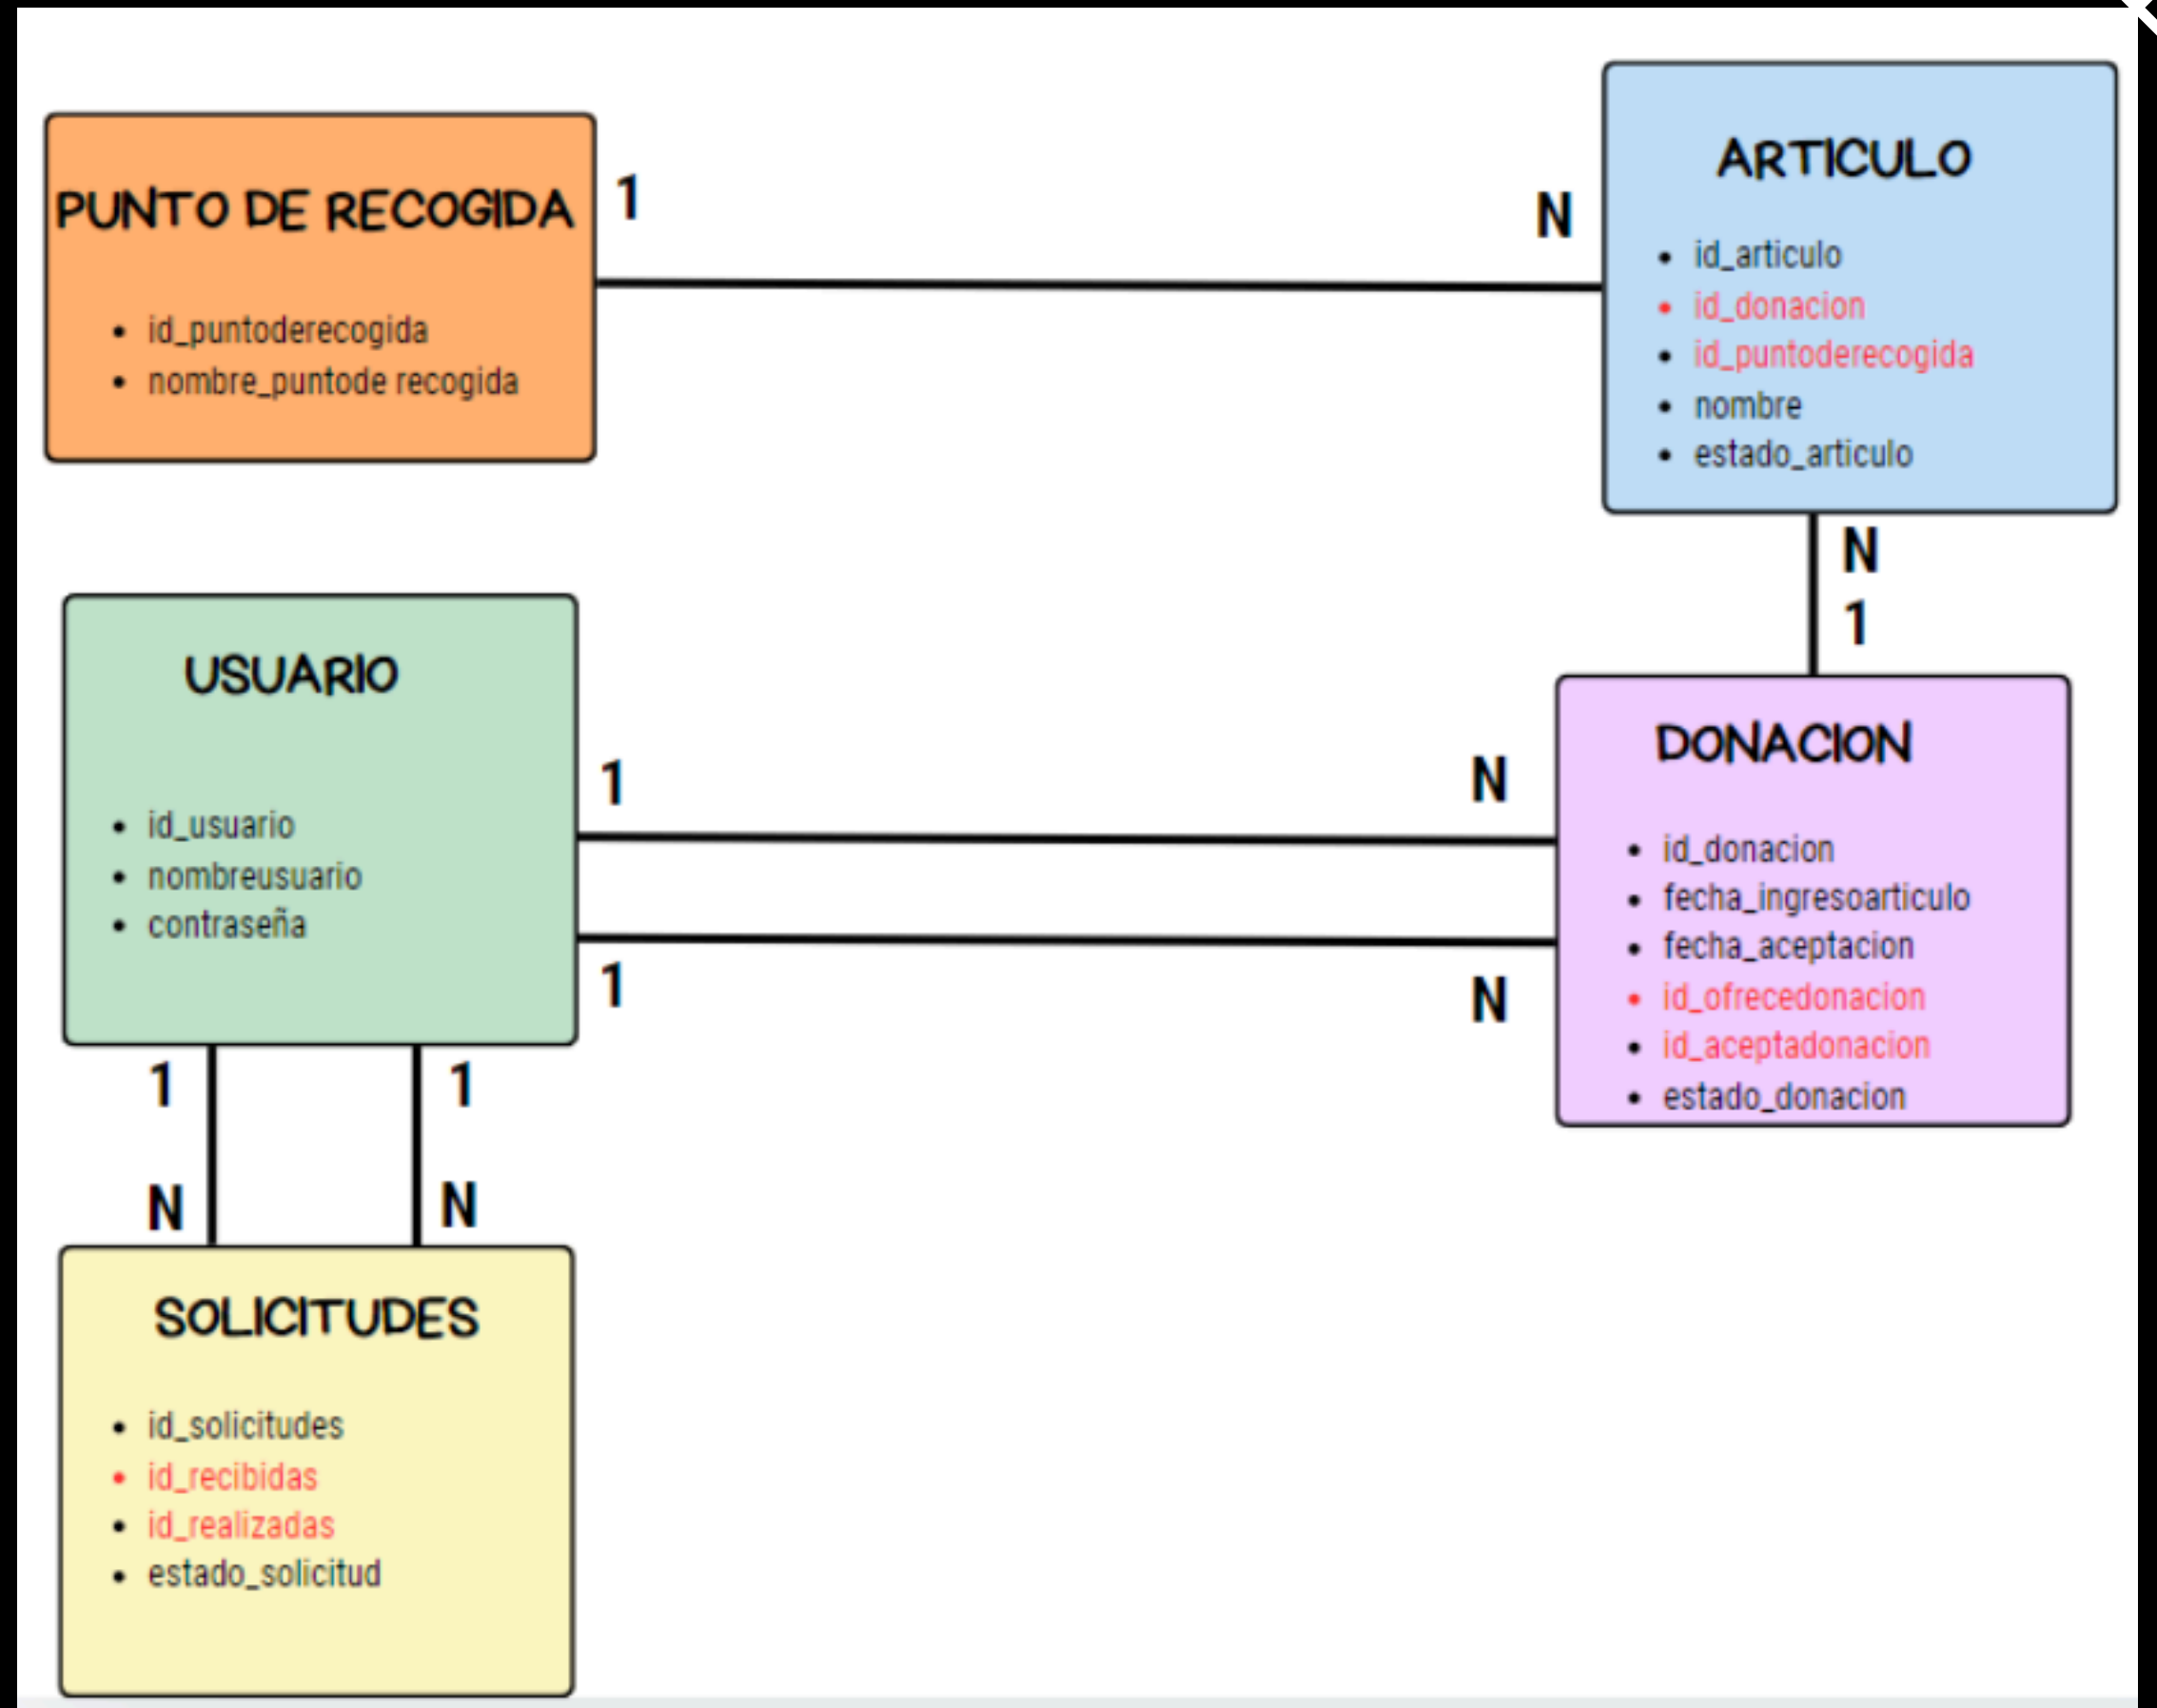 PUNTO DE RECOGIDA
id_puntoderecogida
nombre_puntode recogida
1
N
ARTICULO
id_articulo
id_donacion
id_puntoderecogida
nombre
estado_articulo
N
1
USUARIO
id_usuario
nombreusuario
contraseña
1
N
1
N
DONACION
id_donacion
fecha_ingresoarticulo
fecha_aceptacion
id_ofrecedonacion
id_aceptadonacion
estado_donacion
1
1
N
N
SOLICITUDES
id_solicitudes
id_recibidas
id_realizadas
estado_solicitud